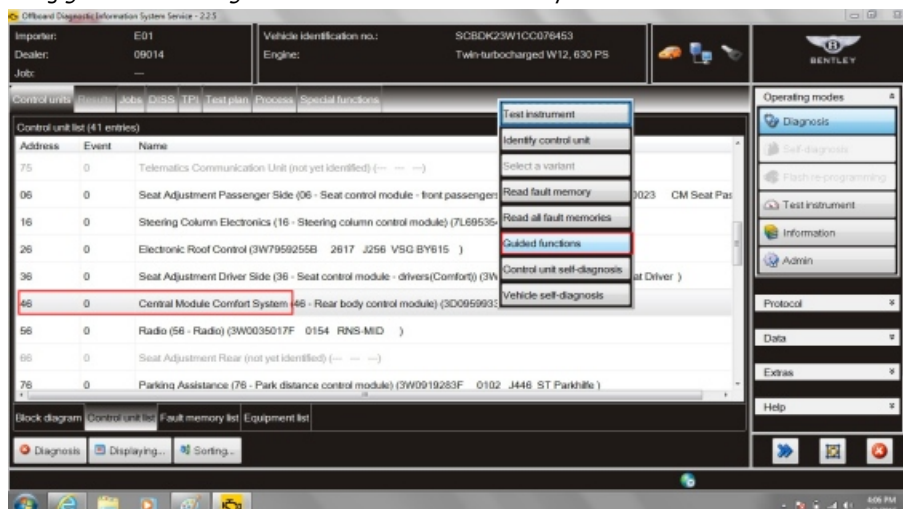 Offboard Diagnostic Information System Service - 2.2.5
Importer: E01 Vehicle identification no.: SCBDK23W1CC076453
Dealer: 09014 Engine: Twin-turbocharged W12, 630 PS
Job: ---
BENTLEY
Control units Results Jobs DISS TPI Test plan Process Special functions
Operating modes
Control unit list (41 entries)
Test instrument
Diagnosis
Address Event Name
Identify control unit
Self-diagnosis
75 Telematics Communication Unit (not yet identified) (--- --- ---)
Select a variant
Flash re-programming
06 0 Seat Adjustment Passenger Side (06 - Seat control module - front passengers
Read fault memory
0023 CM Seat Pas
Test instrument
16 0 Steering Column Electronics (16 - Steering column control module) (7L69535
Read all fault memories
Information
26 0 Electronic Roof Control (3W7959255B 2617 J256 VSG BY615 )
Guided functions
Admin
36 0 Seat Adjustment Driver Side (36 - Seat control module - drivers(Comfort)) (3W
Control unit self-diagnosis
at Driver )
46 0 Central Module Comfort System (46 - Rear body control module) (3D0959933
Vehicle self-diagnosis
Protocol
56 0 Radio (56 - Radio) (3W0035017F 0154 RNS-MID )
Data
66 0 Seat Adjustment Rear (not yet identified) (--- --- ---)
Extras
76 0 Parking Assistance (76 - Park distance control module) (3W0919283F 0102 J446 ST Parkhilfe )
Help
Block diagram Control unit list Fault memory list Equipment list
Diagnosis Displaying... Sorting...
4:06 PM